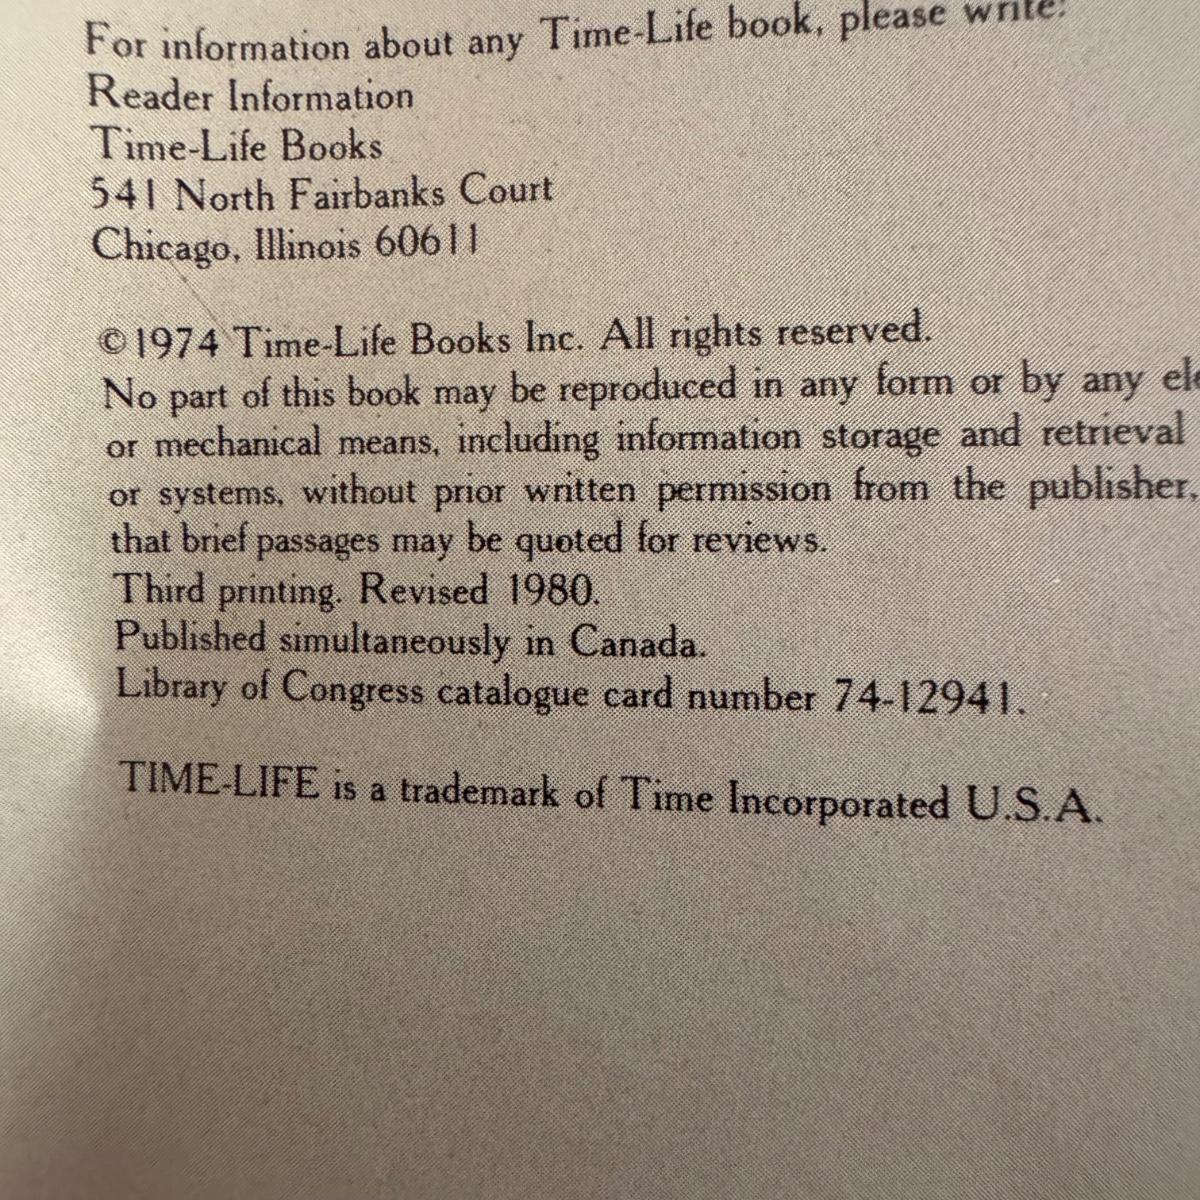 For information about any Time-Life book, please write:
Reader Information
Time-Life Books
541 North Fairbanks Court
Chicago, Illinois 60611
©1974 Time-Life Books Inc. All rights reserved.
No part of this book may be reproduced in any form or by any
or mechanical means, including information storage and retrieval
or systems, without prior written permission from the publisher,
that brief passages may be quoted for reviews.
Third printing. Revised 1980.
Published simultaneously in Canada.
Library of Congress catalogue card number 74-12941.
TIME-LIFE is a trademark of Time Incorporated U.S.A.